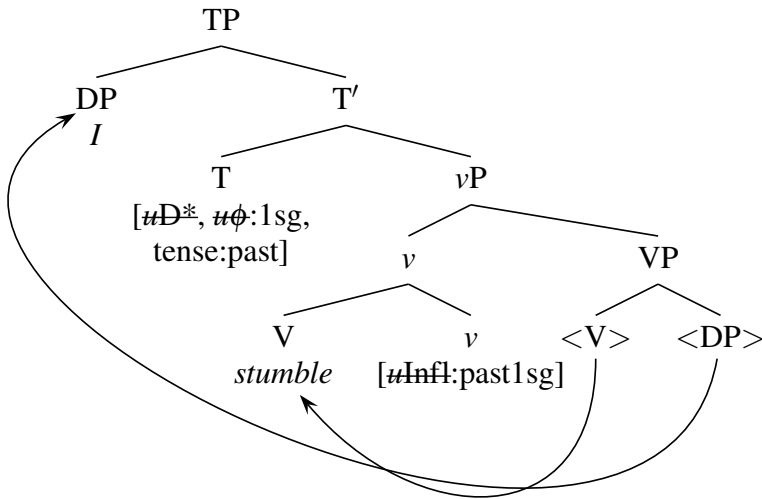 TP
DP T′
I
T vP
[uD*, uϕ:1sg,
tense:past]
v VP
V v <V> <DP>
stumble [uInfl:past1sg]